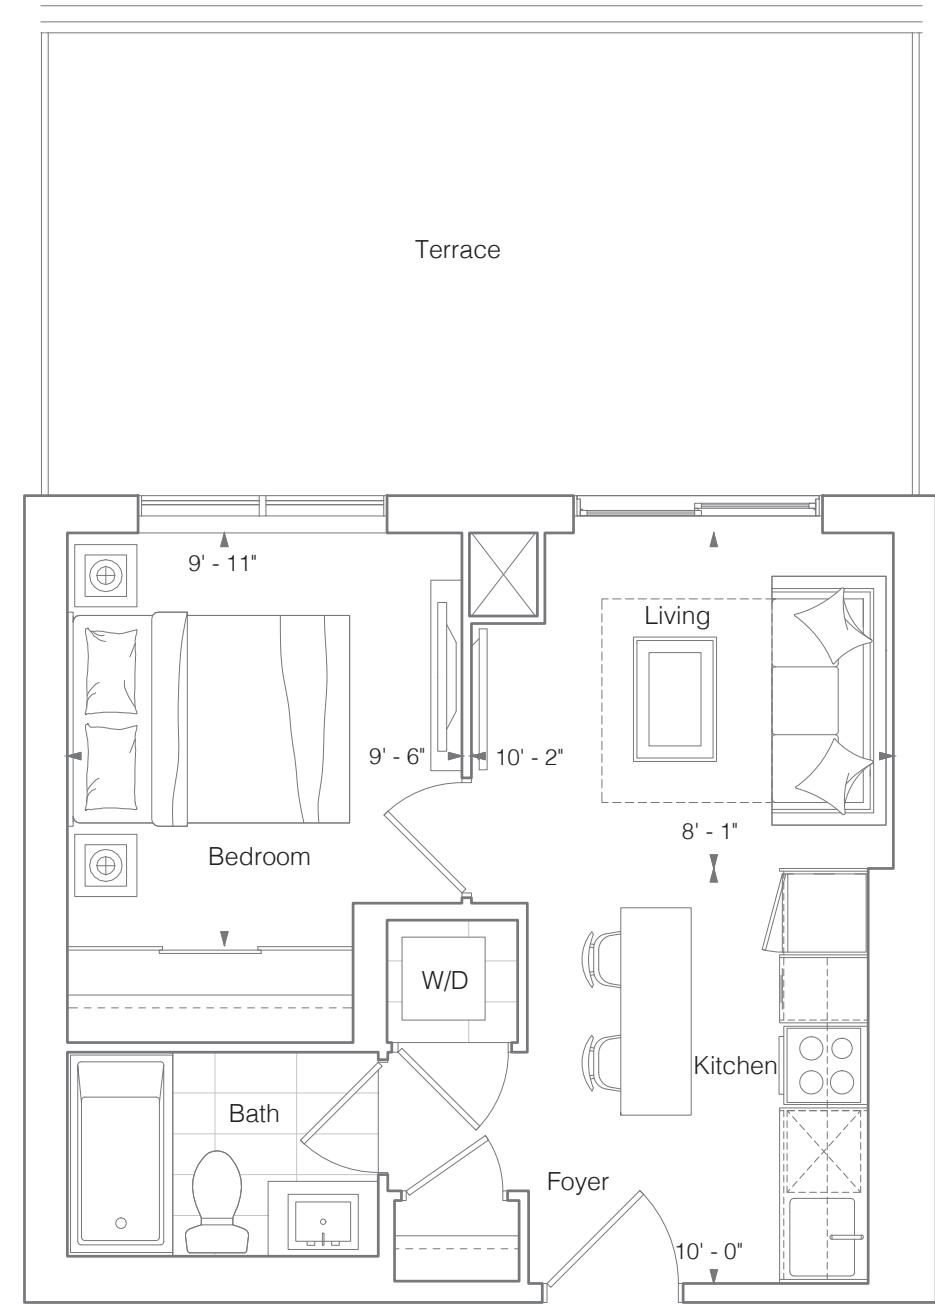 Terrace
9' - 11"
Living
9' - 6"
10' - 2"
8' - 1"
Bedroom
W/D
Kitchen
Bath
Foyer
10' - 0"